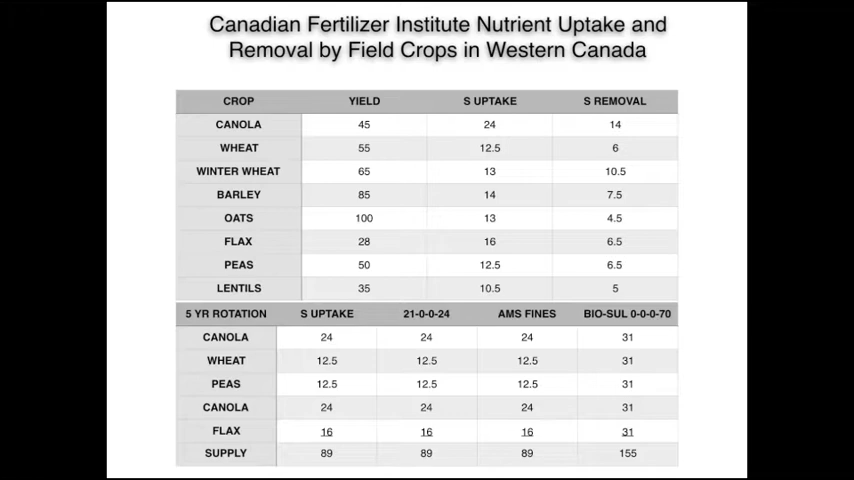 Canadian Fertilizer Institute Nutrient Uptake and
Removal by Field Crops in Western Canada
CROP YIELD S UPTAKE S REMOVAL
CANOLA 45 24 14
WHEAT 55 12.5 6
WINTER WHEAT 65 13 10.5
BARLEY 85 14 7.5
OATS 100 13 4.5
FLAX 28 16 6.5
PEAS 50 12.5 6.5
LENTILS 35 10.5 5
5 YR ROTATION S UPTAKE 21-0-0-24 AMS FINES BIO-SUL 0-0-0-70
CANOLA 24 24 24 31
WHEAT 12.5 12.5 12.5 31
PEAS 12.5 12.5 12.5 31
CANOLA 24 24 24 31
FLAX 16 16 16 31
SUPPLY 89 89 89 155